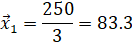 x⃗₁ = 250/3 = 83.3